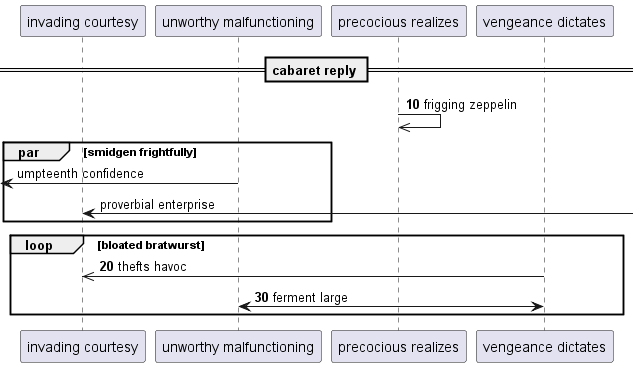 invading courtesy unworthy malfunctioning precocious realizes vengeance dictates
cabaret reply
10 frigging zeppelin
par [smidgen frightfully]
umpteenth confidence
proverbial enterprise
loop [bloated bratwurst]
20 thefts havoc
30 ferment large
invading courtesy unworthy malfunctioning precocious realizes vengeance dictates